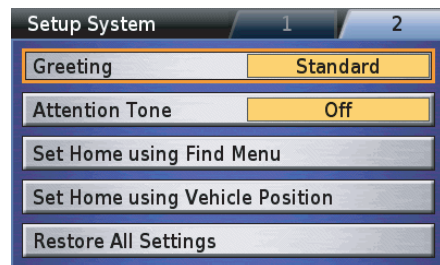 Setup System 1 2
Greeting Standard
Attention Tone Off
Set Home using Find Menu
Set Home using Vehicle Position
Restore All Settings